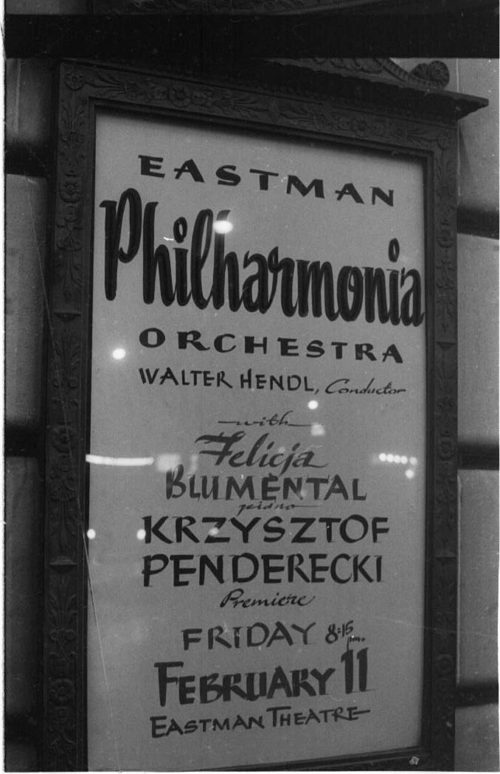 EASTMAN
Philharmonia
ORCHESTRA
WALTER HENDL, Conductor
with
Felicja
BLUMENTAL
piano
KRZYSZTOF
PENDERECKI
Premiere
FRIDAY 8:15 pm.
FEBRUARY 11
EASTMAN THEATRE